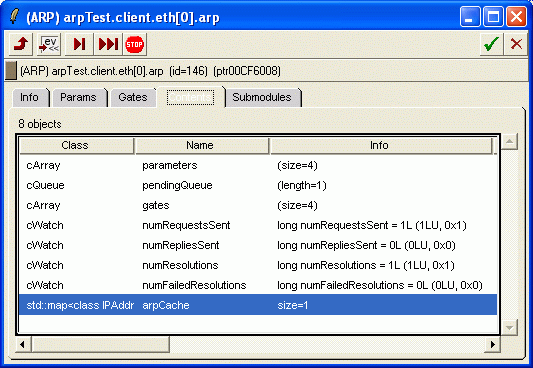 (ARP) arpTest.client.eth[0].arp
ev
STOP
(ARP) arpTest.client.eth[0].arp (id=146) (ptr00CF6008)
Info Params Gates Submodules
8 objects
Class Name Info
cArray parameters (size=4)
cQueue pendingQueue (length=1)
cArray gates (size=4)
cWatch numRequestsSent long numRequestsSent = 1L (1LU, 0x1)
cWatch numRepliesSent long numRepliesSent = 0L (0LU, 0x0)
cWatch numResolutions long numResolutions = 1L (1LU, 0x1)
cWatch numFailedResolutions long numFailedResolutions = 0L (0LU, 0x0)
std::map<class IPAddr arpCache size=1